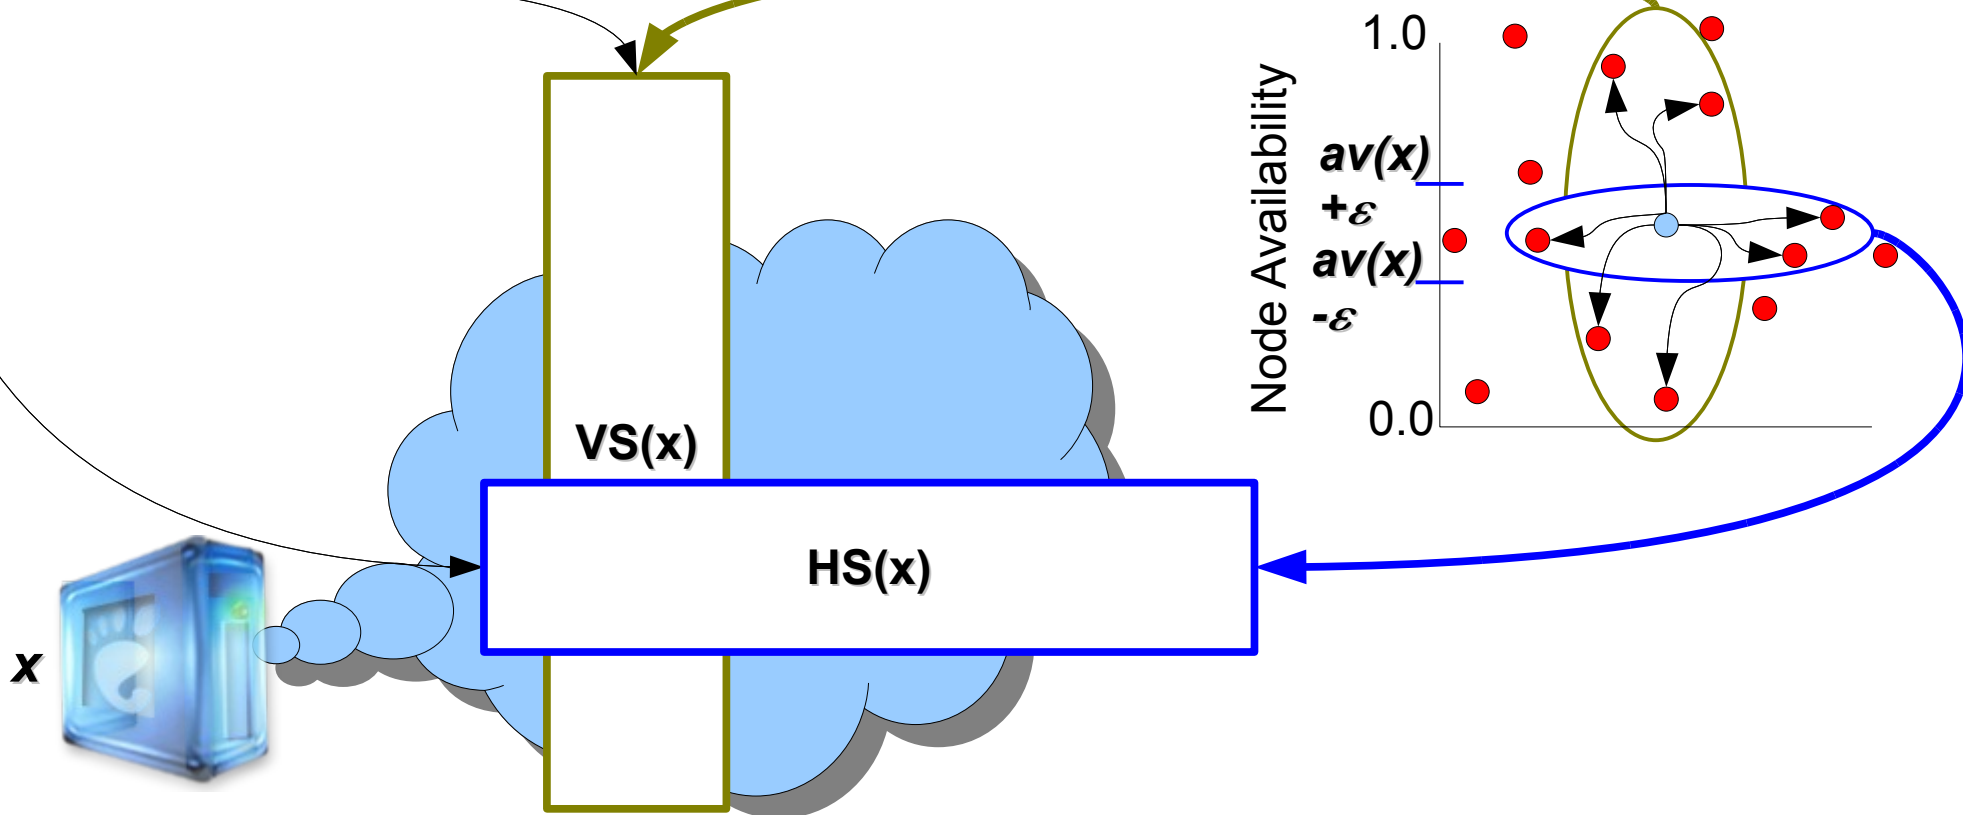 1.0
Node Availability
av(x)
+ε
av(x)
-ε
0.0
VS(x)
HS(x)
x